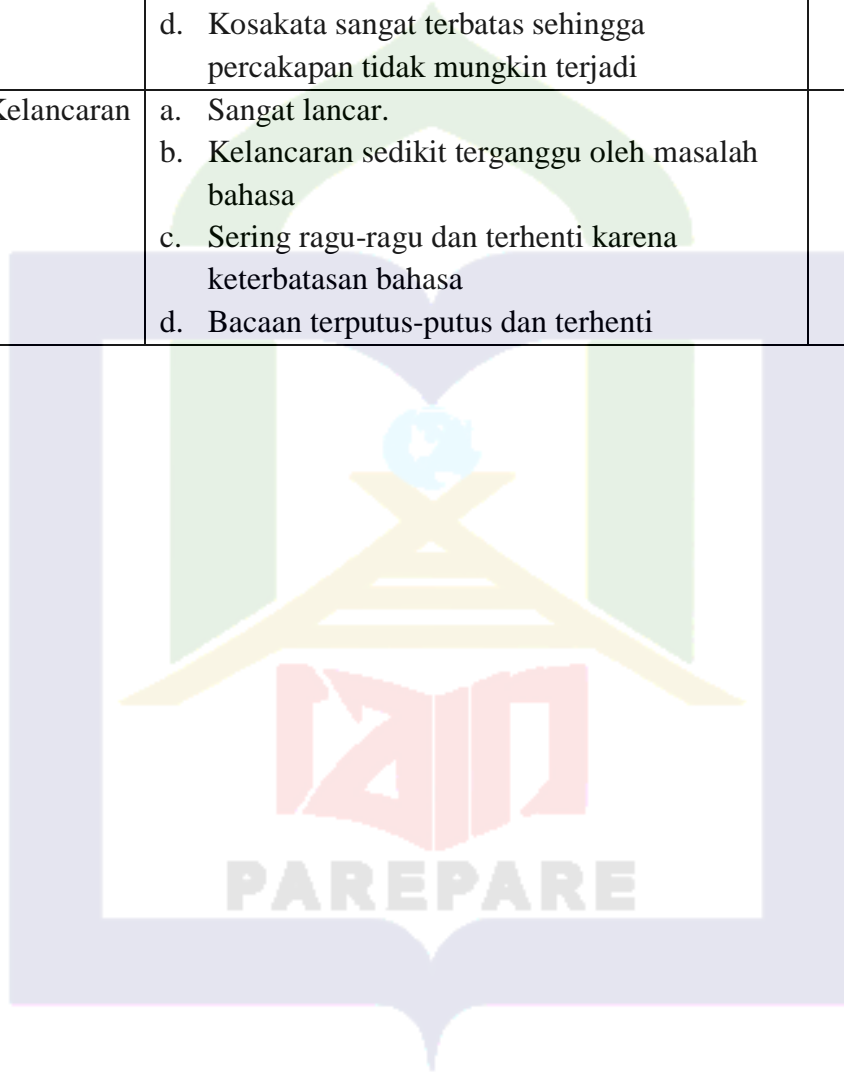 d. Kosakata sangat terbatas sehingga
percakapan tidak mungkin terjadi
Kelancaran a. Sangat lancar.
b. Kelancaran sedikit terganggu oleh masalah
bahasa
c. Sering ragu-ragu dan terhenti karena
keterbatasan bahasa
d. Bacaan terputus-putus dan terhenti
iain
PAREPARE